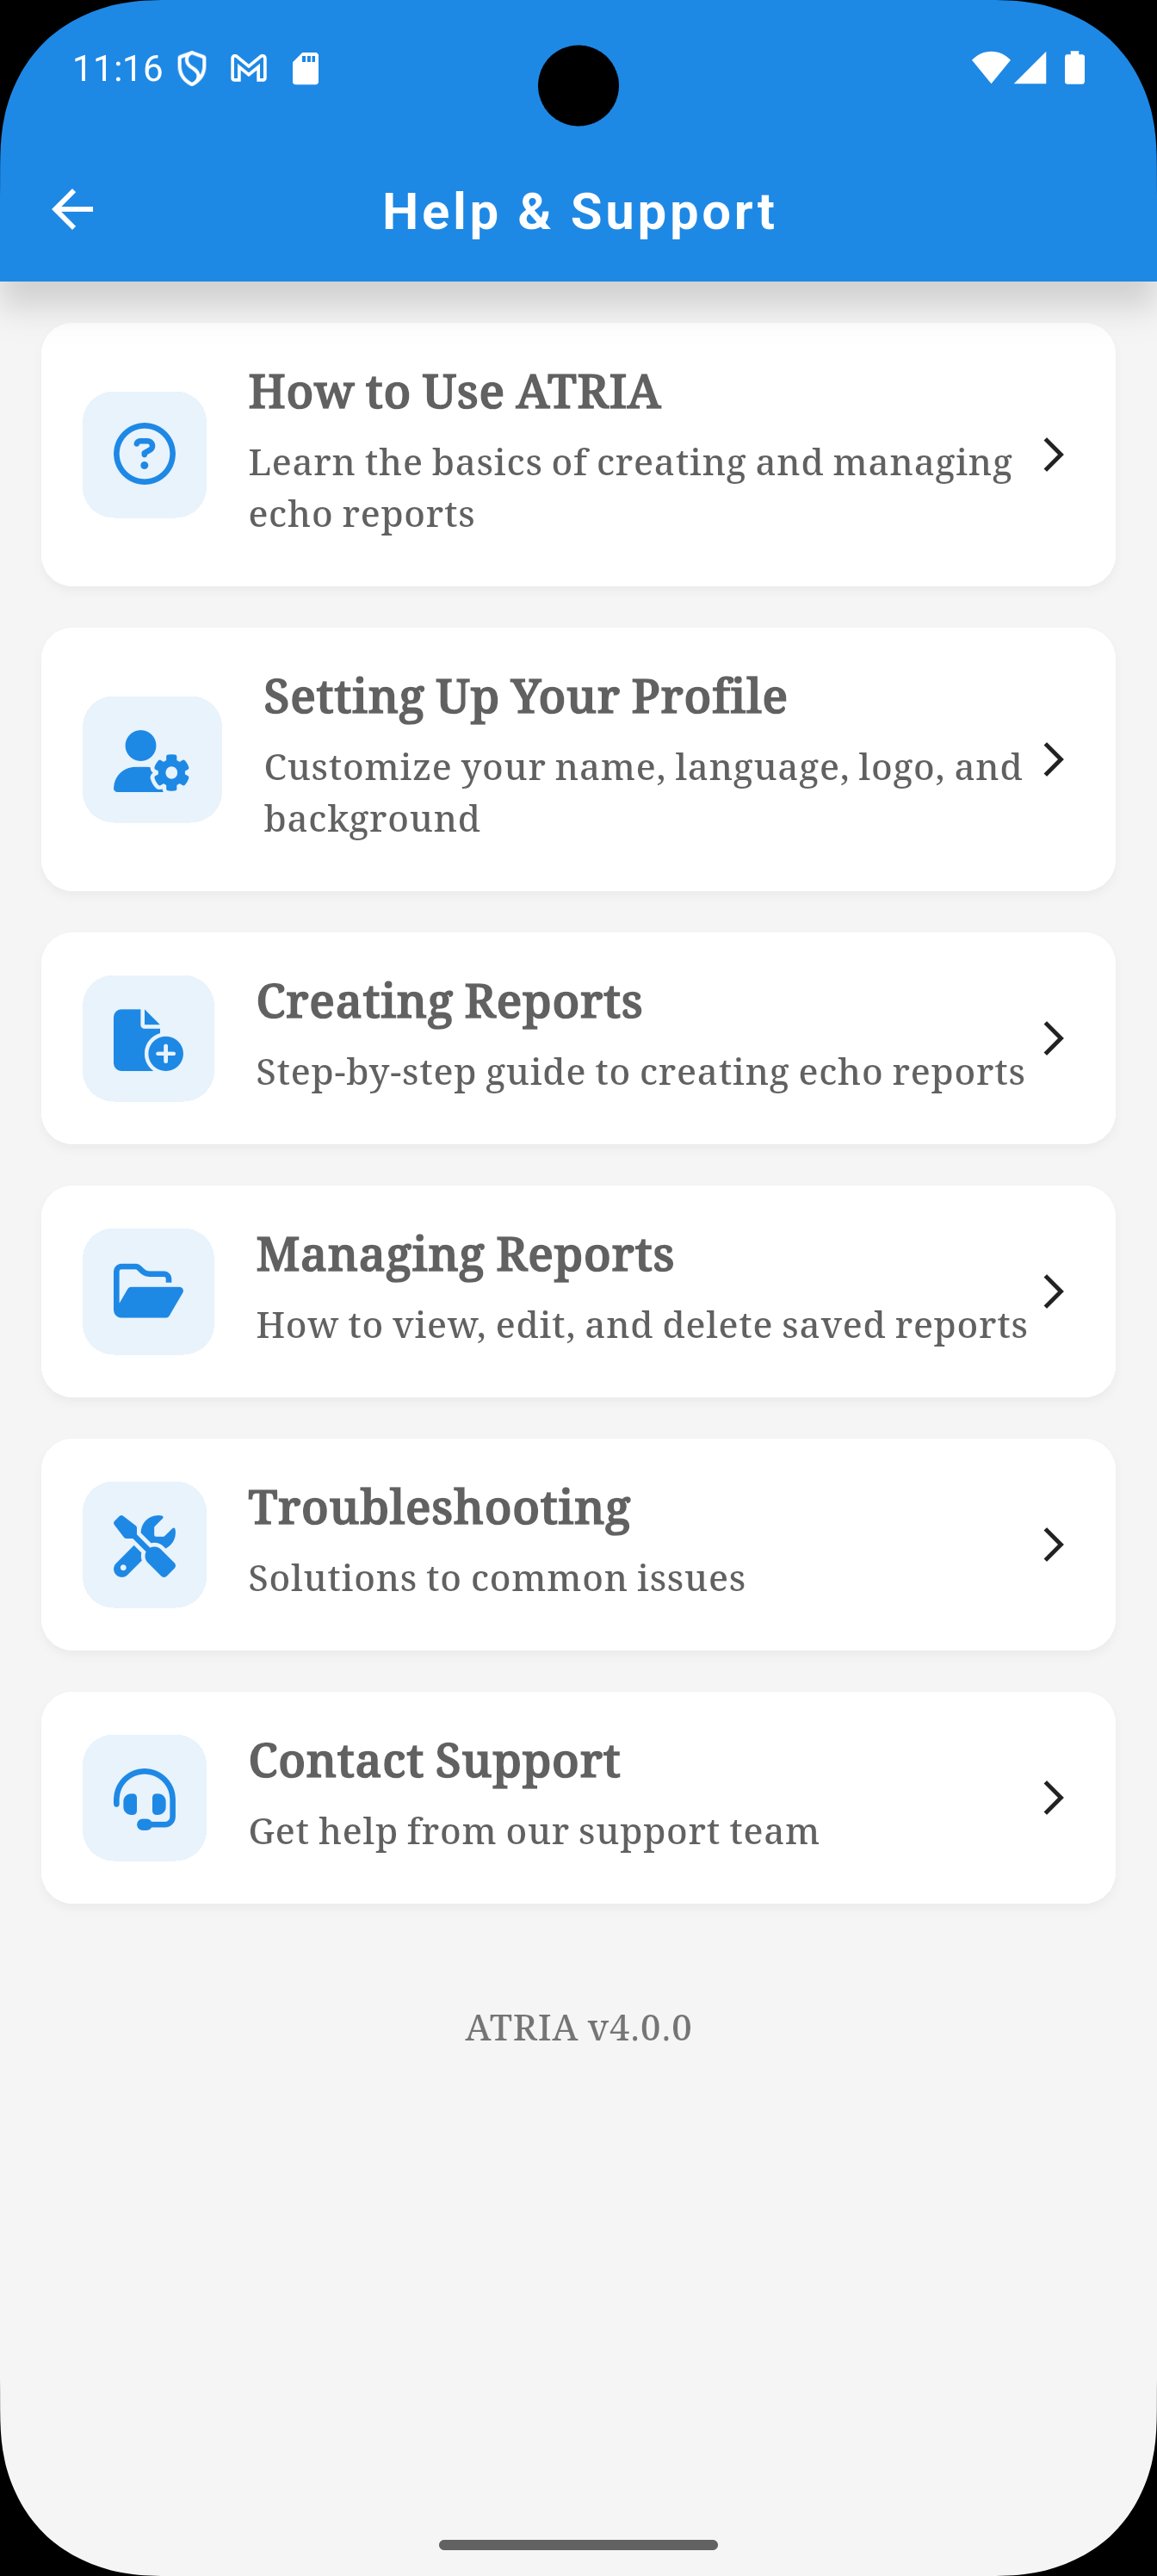 11:16
Help & Support
How to Use ATRIA
Learn the basics of creating and managing
echo reports
Setting Up Your Profile
Customize your name, language, logo, and
background
Creating Reports
Step-by-step guide to creating echo reports
Managing Reports
How to view, edit, and delete saved reports
Troubleshooting
Solutions to common issues
Contact Support
Get help from our support team
ATRIA v4.0.0